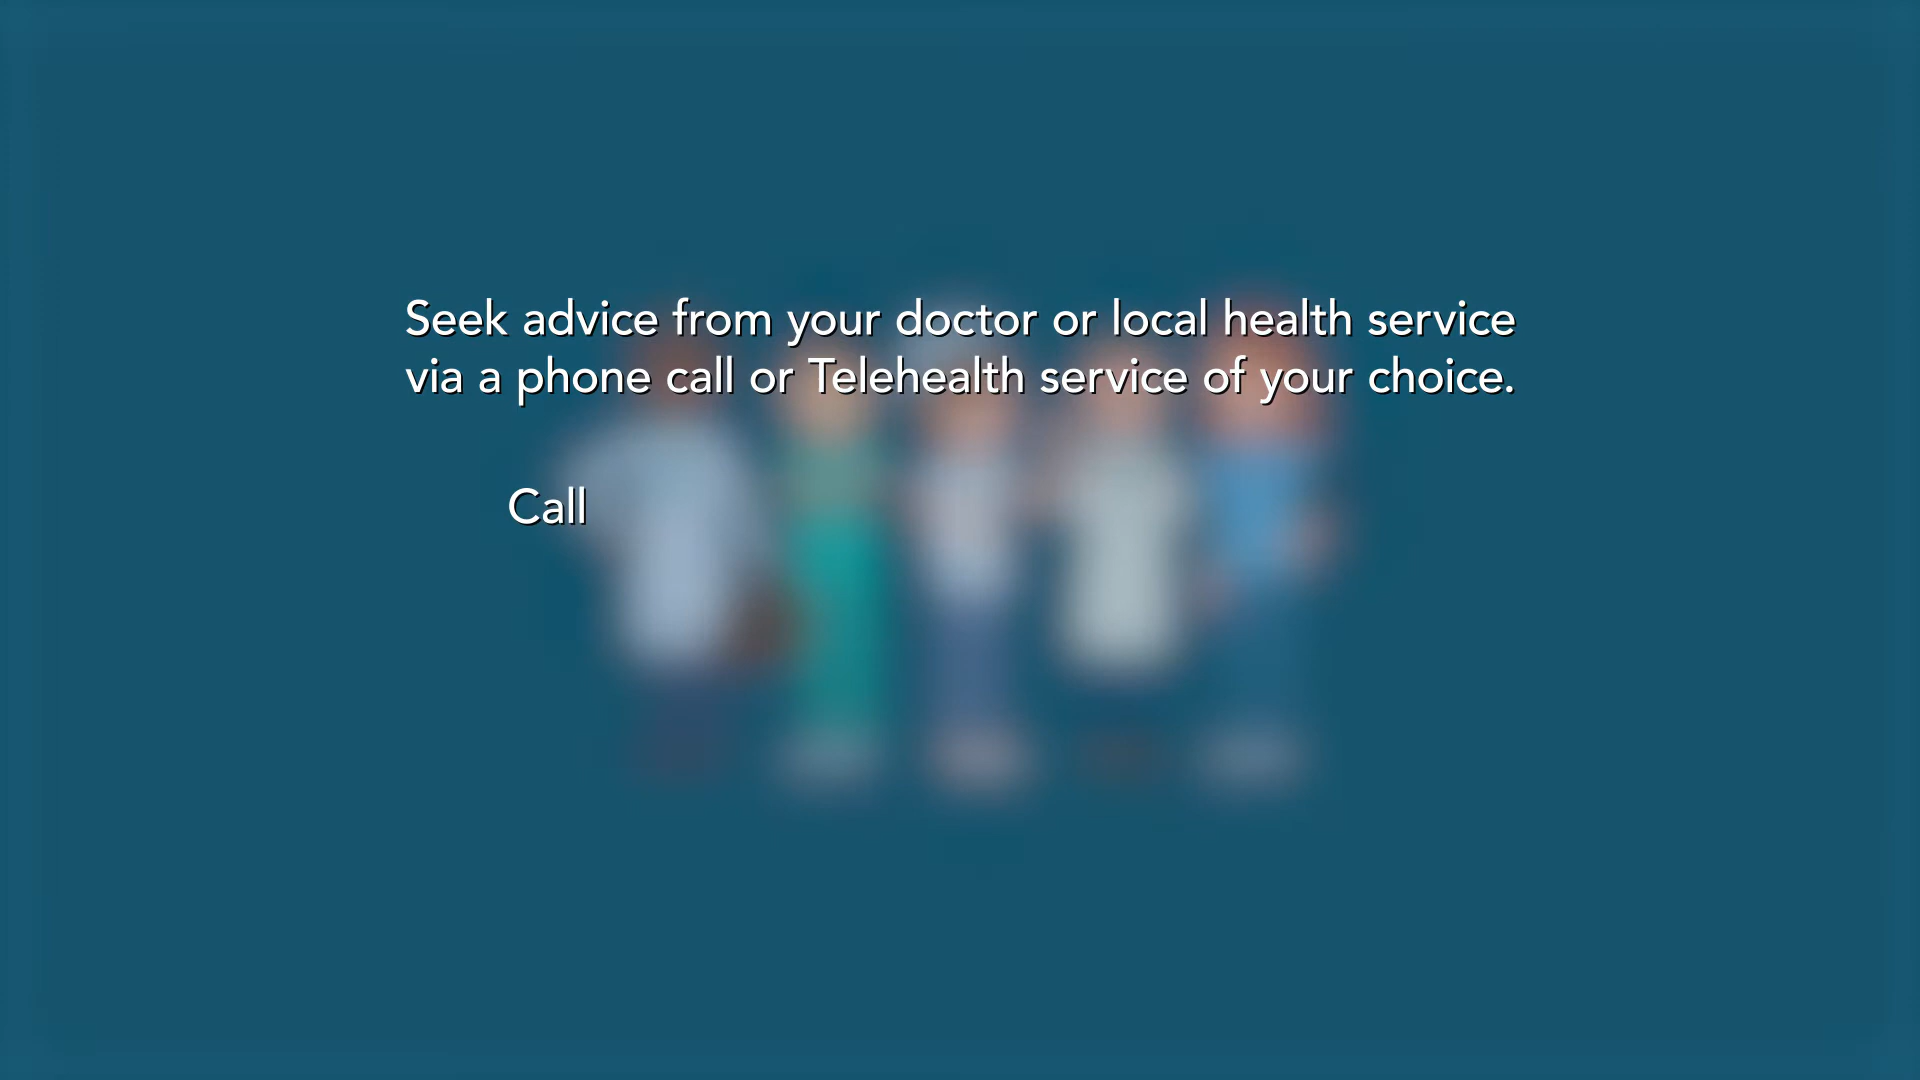 Seek advice from your doctor or local health service
via a phone call or Telehealth service of your choice.
Call